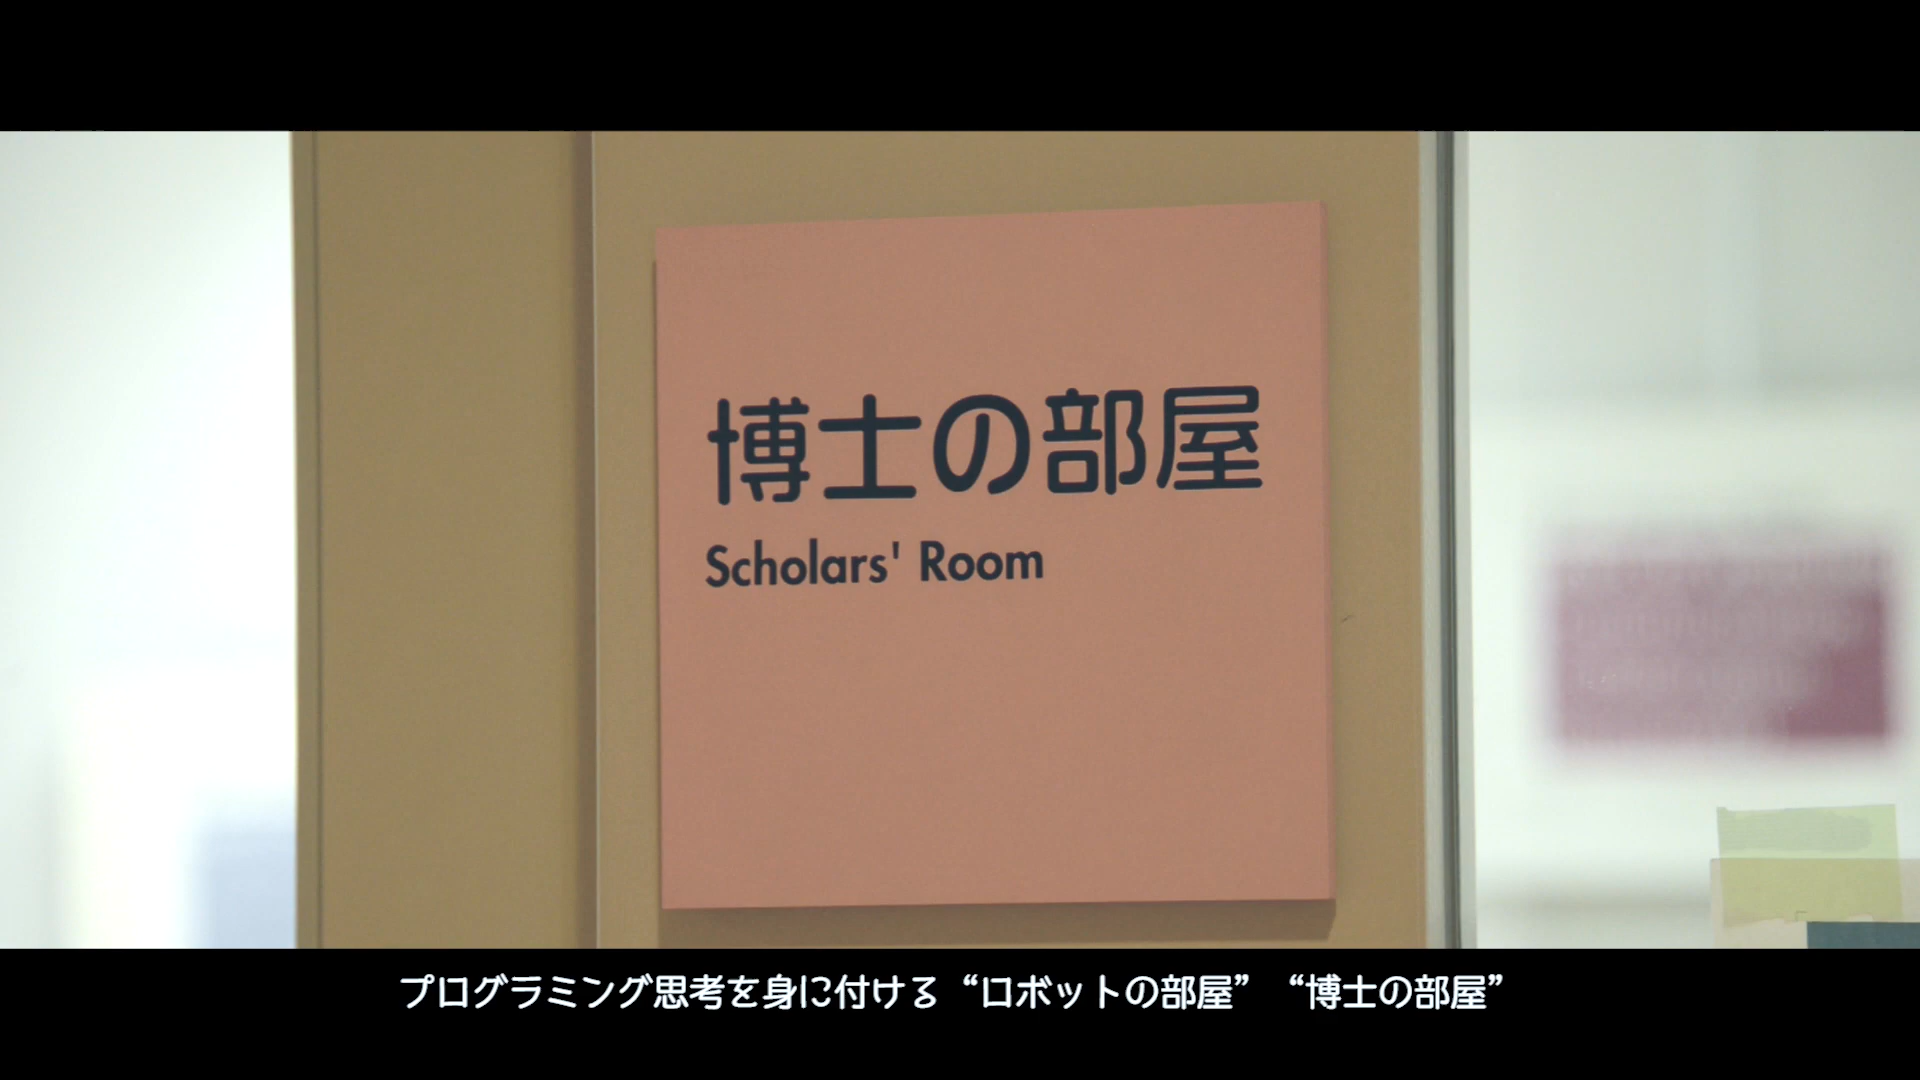 博士の部屋
Scholars' Room
プログラミング思考を身に付ける“ロボットの部屋”　“博士の部屋”